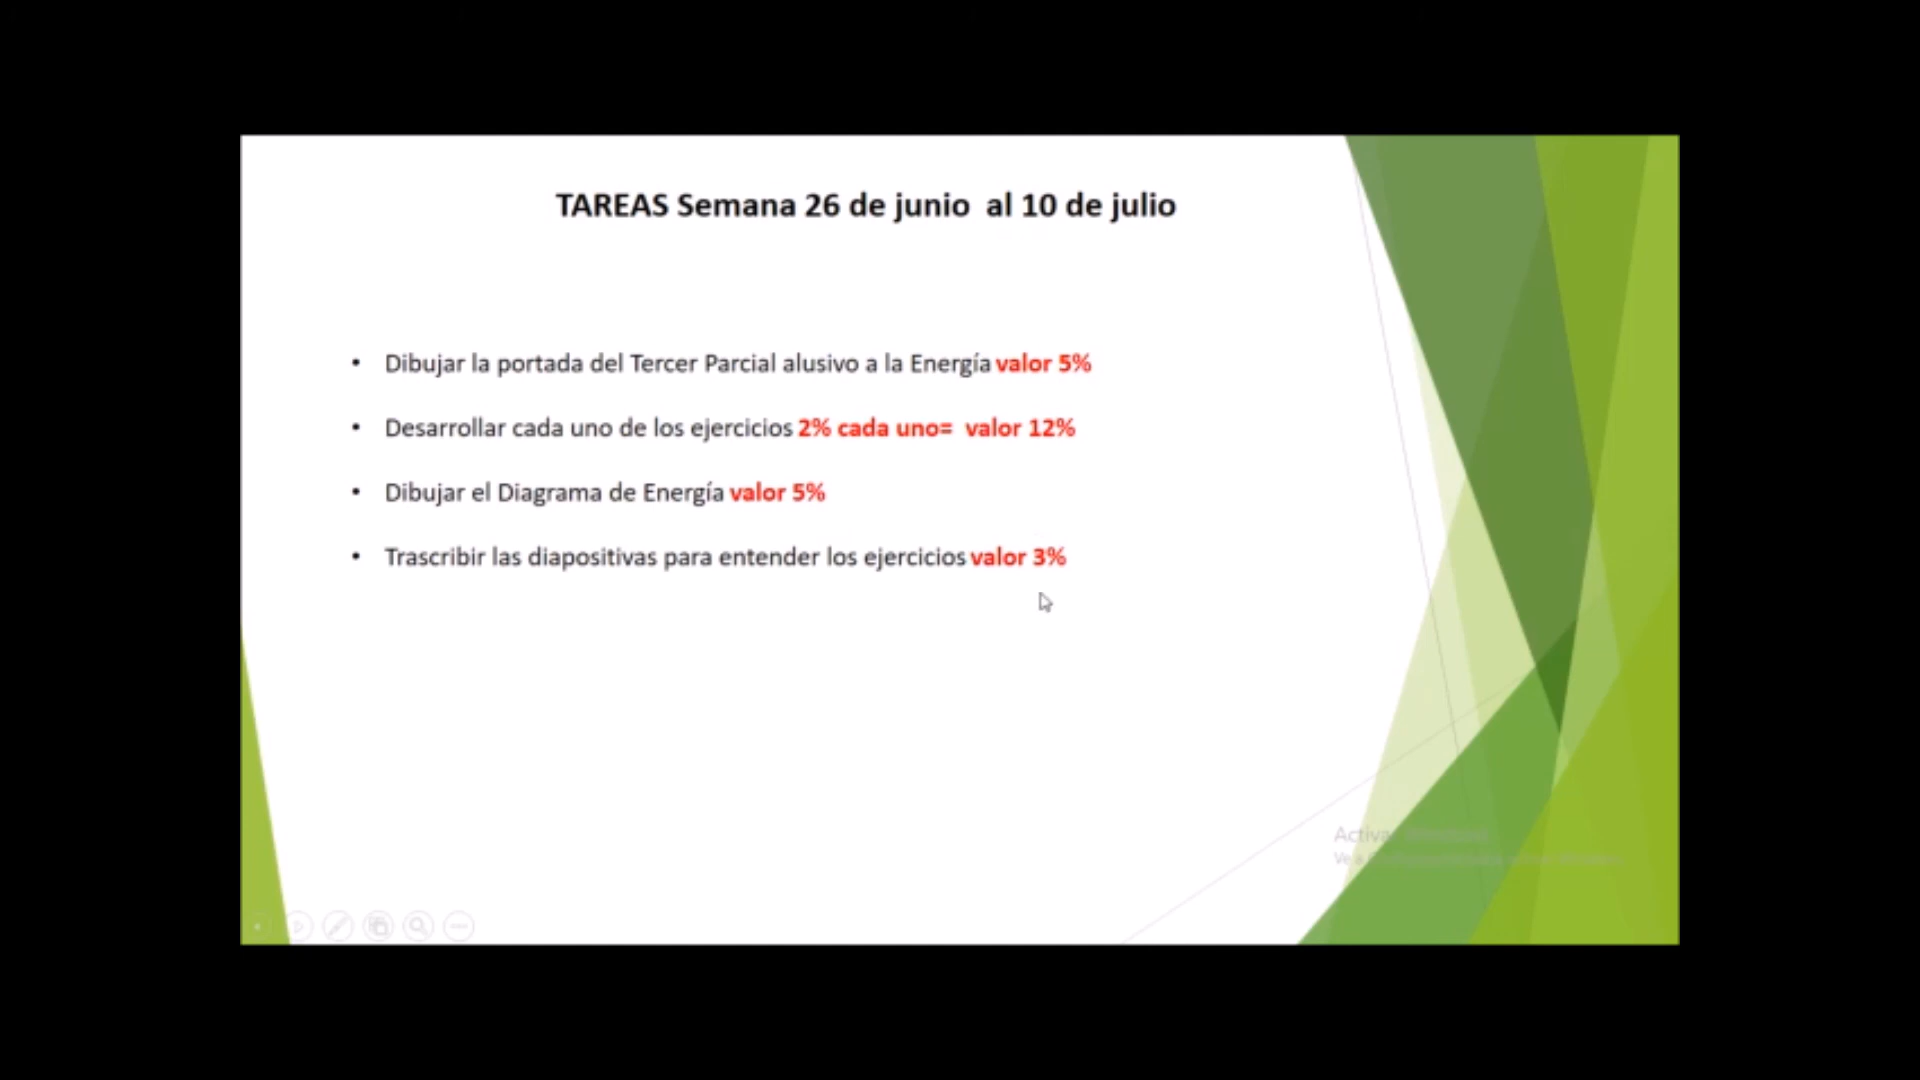 TAREAS Semana 26 de junio al 10 de julio
• Dibujar la portada del Tercer Parcial alusivo a la Energía valor 5%
• Desarrollar cada uno de los ejercicios 2% cada uno= valor 12%
• Dibujar el Diagrama de Energía valor 5%
• Trascribir las diapositivas para entender los ejercicios valor 3%